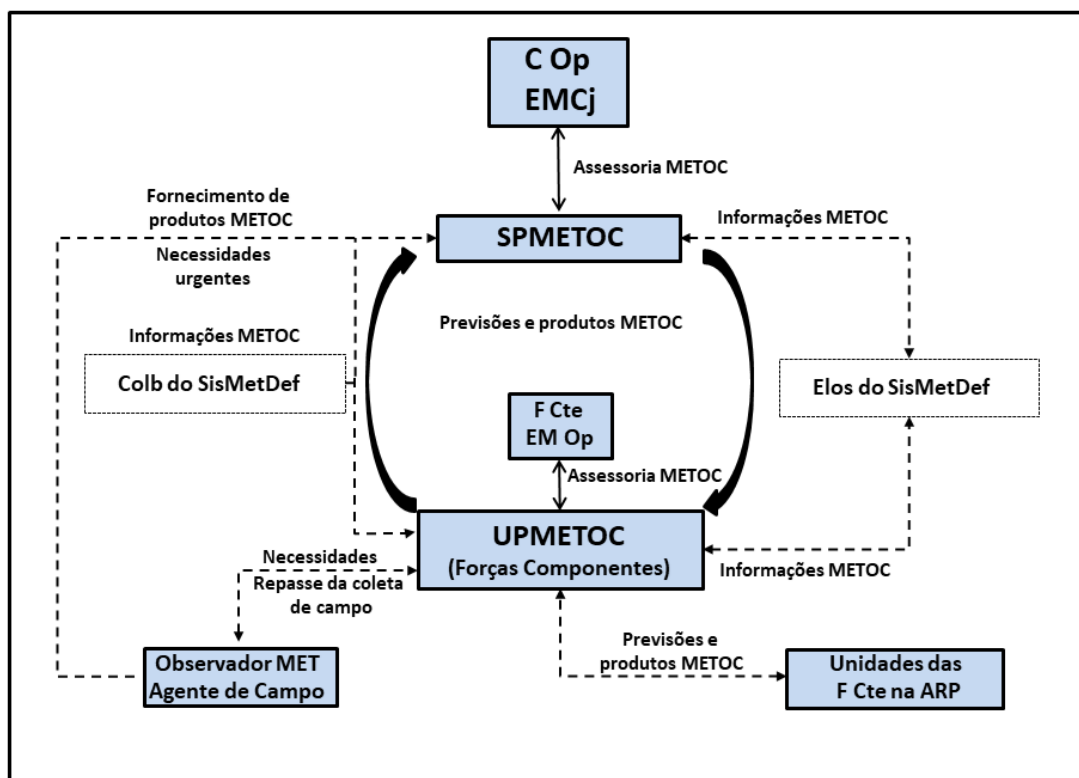 C Op
EMCj
Assessoria METOC
Fornecimento de
produtos METOC
Informações METOC
SPMETOC
Necessidades
urgentes
Previsões e produtos METOC
Informações METOC
Colb do SisMetDef
Elos do SisMetDef
F Cte
EM Op
Assessoria METOC
UPMETOC
(Forças Componentes)
Necessidades
Repasse da coleta
de campo
Informações METOC
Previsões e
produtos METOC
Observador MET
Agente de Campo
Unidades das
F Cte na ARP